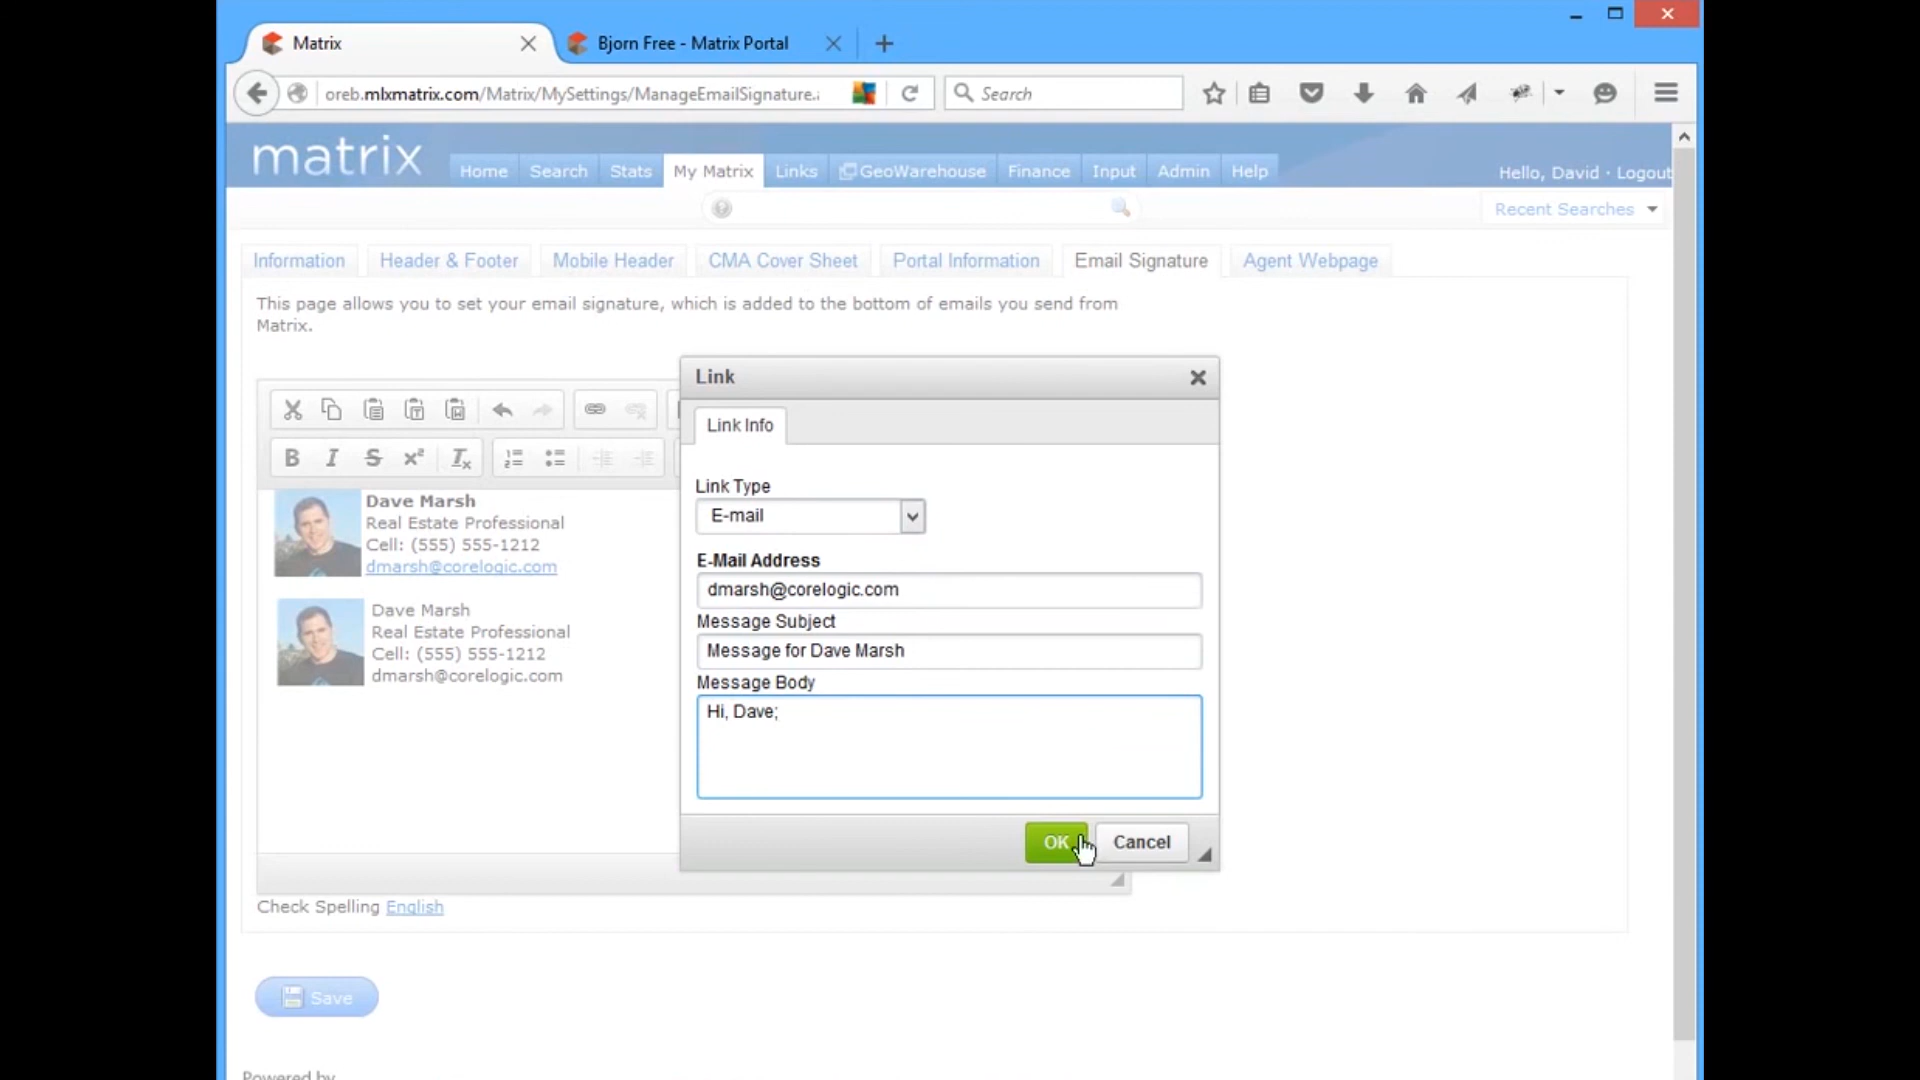 Matrix
Bjorn Free - Matrix Portal
oreb.mlxmatrix.com/Matrix/MySettings/ManageEmailSignature.a
Search
matrix
Home
Search
Stats
My Matrix
Links
GeoWarehouse
Finance
Input
Admin
Help
Hello, David · Logout
Recent Searches
Information
Header & Footer
Mobile Header
CMA Cover Sheet
Portal Information
Email Signature
Agent Webpage
This page allows you to set your email signature, which is added to the bottom of emails you send from
Matrix.
Link
Link Info
Link Type
E-mail
E-Mail Address
dmarsh@corelogic.com
Message Subject
Message for Dave Marsh
Message Body
Hi, Dave;
OK
Cancel
Dave Marsh
Real Estate Professional
Cell: (555) 555-1212
dmarsh@corelogic.com
Dave Marsh
Real Estate Professional
Cell: (555) 555-1212
dmarsh@corelogic.com
Check Spelling English
Save
Powered by